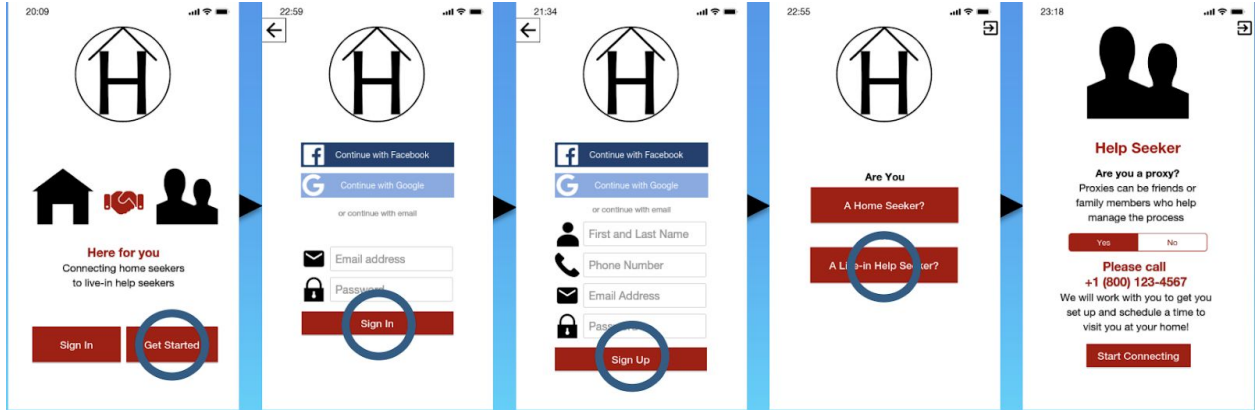 20:09
H
Here for you
Connecting home seekers
to live-in help seekers
Sign In
Get Started
22:59
H
Continue with Facebook
Continue with Google
or continue with email
Email address
Password
Sign In
21:34
H
Continue with Facebook
Continue with Google
or continue with email
First and Last Name
Phone Number
Email Address
Password
Sign Up
22:55
H
Are You
A Home Seeker?
A Live-in Help Seeker?
23:18
Help Seeker
Are you a proxy?
Proxies can be friends or
family members who help
manage the process
Yes No
Please call
+1 (800) 123-4567
We will work with you to get you
set up and schedule a time to
visit you at your home!
Start Connecting